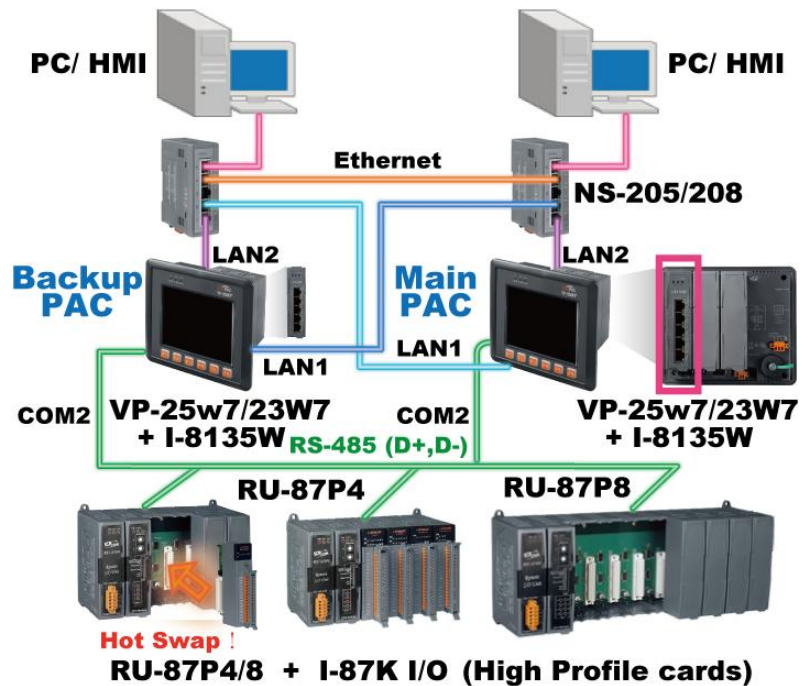 PC/ HMI
PC/ HMI
Ethernet
NS-205/208
LAN2
LAN2
Backup
PAC
Main
PAC
LAN1
LAN1
COM2
VP-25w7/23W7
+ I-8135W
COM2
VP-25w7/23W7
+ I-8135W
RS-485 (D+,D-)
RU-87P4
RU-87P8
Hot Swap !
RU-87P4/8 + I-87K I/O (High Profile cards)